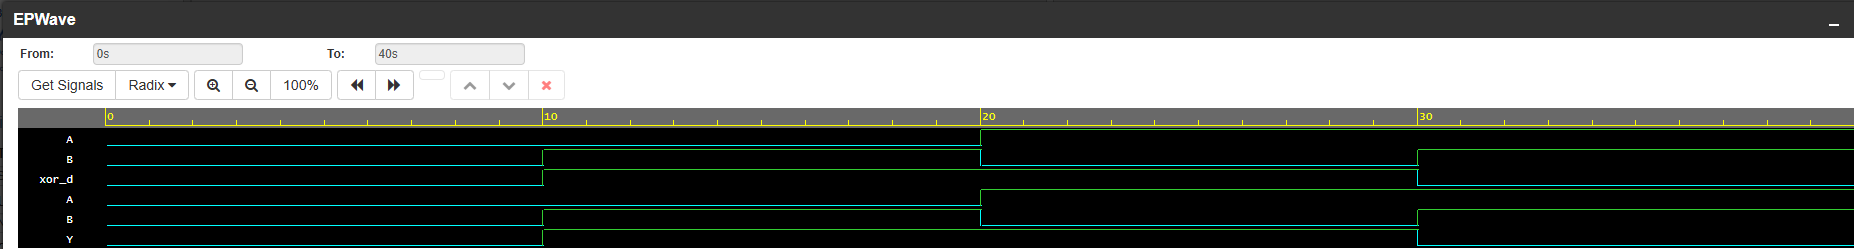 EPWave
From: 0s To: 40s
Get Signals Radix 100%
0 10 20 30
A
B
xor_d
A
B
Y